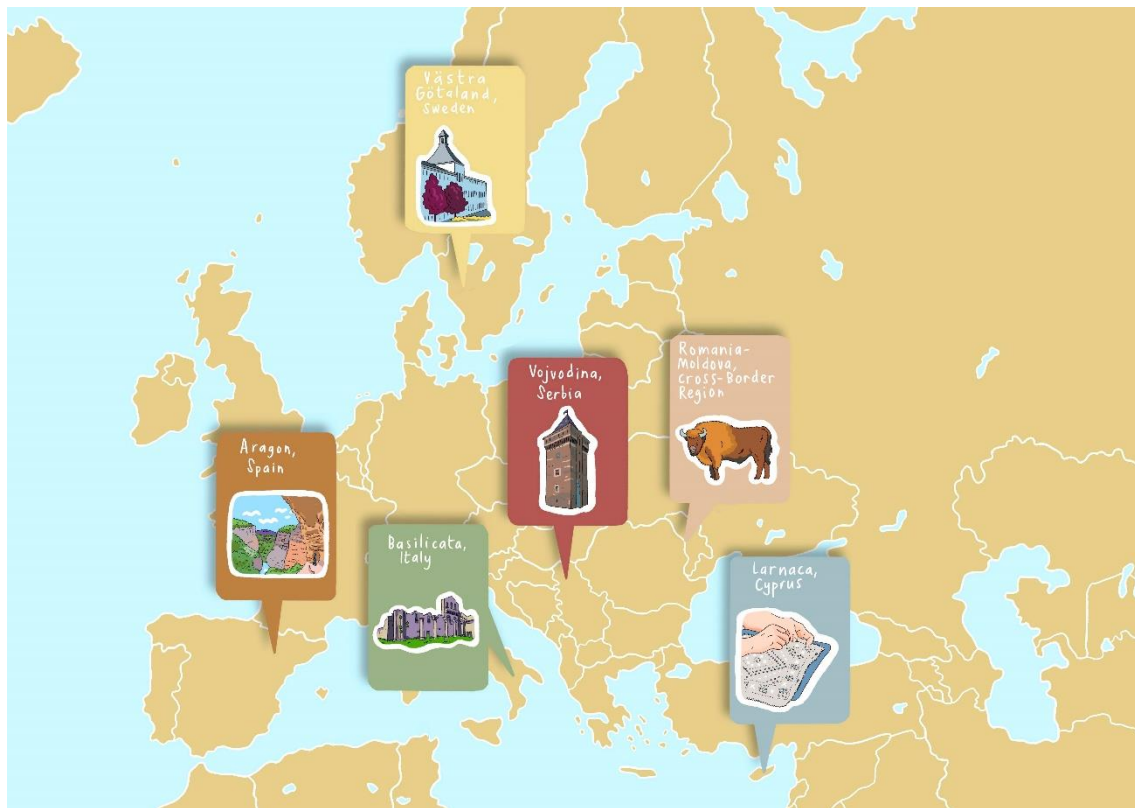 Västra
Götaland,
Sweden
Romania-
Moldova,
cross-Border
Region
Vojvodina,
Serbia
Aragon,
Spain
Basilicata,
Italy
Larnaca,
Cyprus